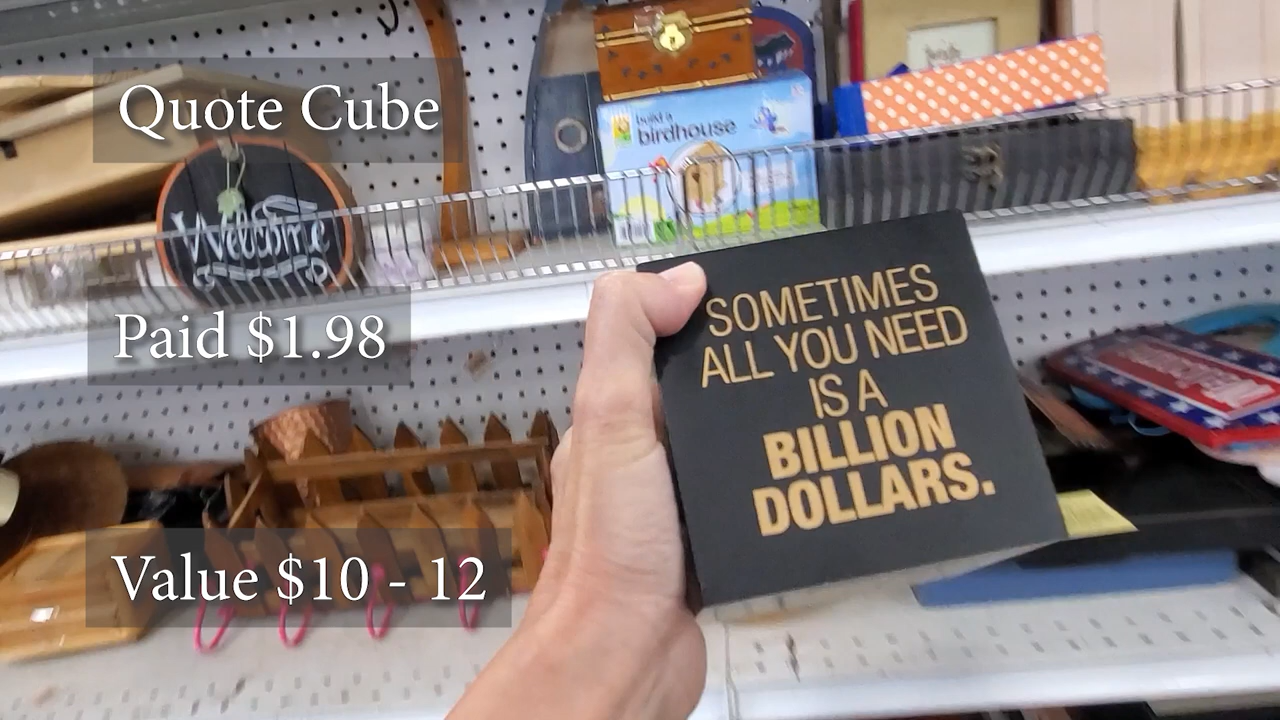 Quote Cube
Paid $1.98
Value $10 - 12
build a
birdhouse
Welcome
SOMETIMES
ALL YOU NEED
IS A
BILLION
DOLLARS.